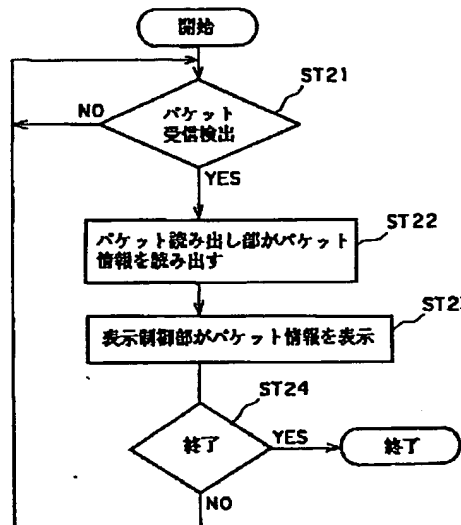 開始
ST21
NO
パケット
受信検出
YES
ST22
パケット読み出し部がパケット
情報を読み出す
表示制御部がパケット情報を表示
ST24
終了
YES
終了
NO